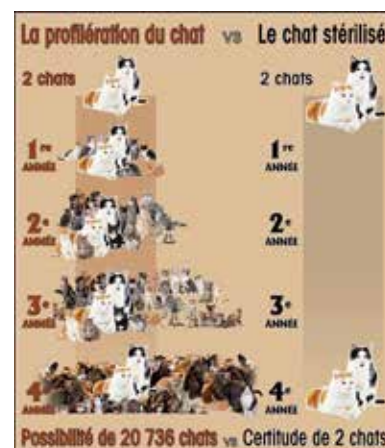 La profilération du chat vs Le chat stérilisé
2 chats 2 chats
1re ANNÉE 1re ANNÉE
2e ANNÉE 2e ANNÉE
3e ANNÉE 3e ANNÉE
4e ANNÉE 4e ANNÉE
Possibilité de 20 736 chats vs Certitude de 2 chats